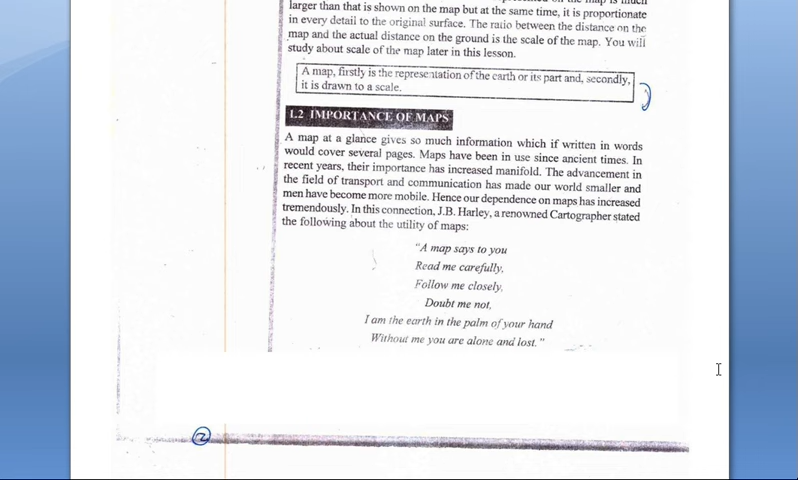 larger than that is shown on the map but at the same time, it is proportionate
in every detail to the original surface. The ratio between the distance on the
map and the actual distance on the ground is the scale of the map. You will
study about scale of the map later in this lesson.
A map, firstly is the representation of the earth or its part and, secondly,
it is drawn to a scale.
1.2 IMPORTANCE OF MAPS
A map at a glance gives so much information which if written in words
would cover several pages. Maps have been in use since ancient times. In
recent years, their importance has increased manifold. The advancement in
the field of transport and communication has made our world smaller and
men have become more mobile. Hence our dependence on maps has increased
tremendously. In this connection, J.B. Harley, a renowned Cartographer stated
the following about the utility of maps:
"A map says to you
Read me carefully,
Follow me closely,
Doubt me not,
I am the earth in the palm of your hand
Without me you are alone and lost."
2